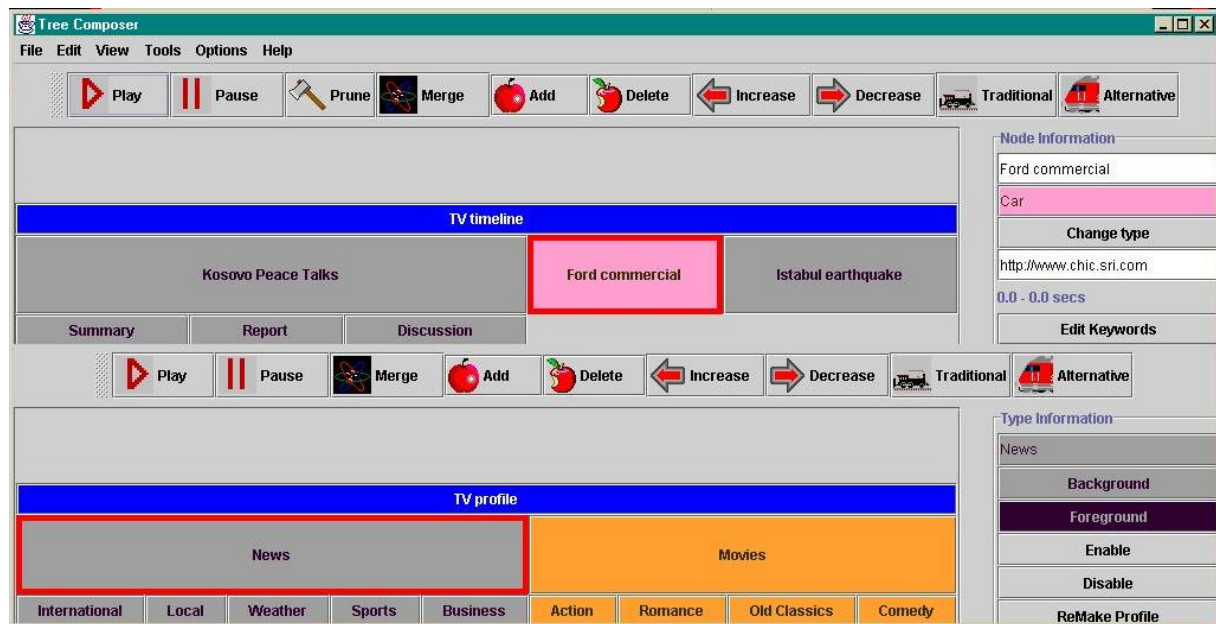 Tree Composer
File Edit View Tools Options Help
Play Pause Prune Merge Add Delete Increase Decrease Traditional Alternative
Node Information
Ford commercial
Car
Change type
http://www.chic.sri.com
0.0 - 0.0 secs
Edit Keywords
TV timeline
Kosovo Peace Talks Ford commercial Istabul earthquake
Summary Report Discussion
Play Pause Merge Add Delete Increase Decrease Traditional Alternative
Type Information
News
Background
Foreground
Enable
Disable
ReMake Profile
TV profile
News Movies
International Local Weather Sports Business Action Romance Old Classics Comedy